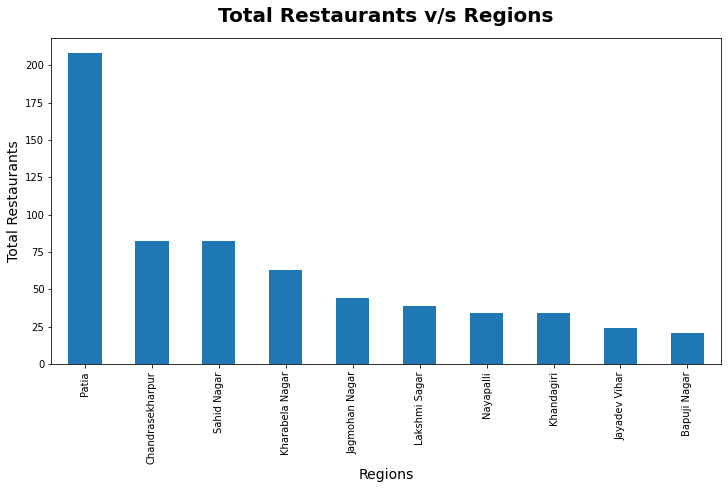 Total Restaurants v/s Regions
Total Restaurants
200
175
150
125
100
75
50
25
0
Patia
Chandrasekharpur
Sahid Nagar
Kharabela Nagar
Jagmohan Nagar
Lakshmi Sagar
Nayapalli
Khandagiri
Jayadev Vihar
Bapuji Nagar
Regions